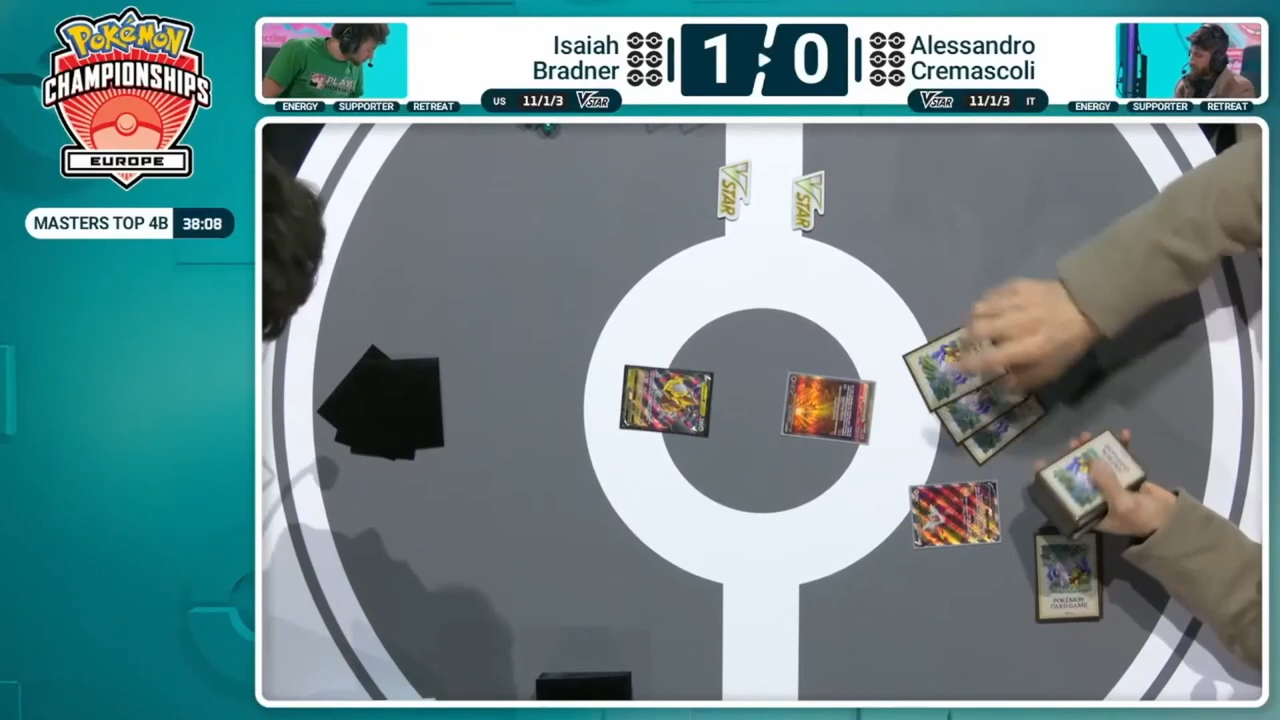 Pokémon
CHAMPIONSHIPS
EUROPE
MASTERS TOP 4B
38:08
Isaiah
Bradner
1
0
Alessandro
Cremascoli
US
11/1/3
VSTAR
VSTAR
11/1/3
IT
ENERGY
SUPPORTER
RETREAT
ENERGY
SUPPORTER
RETREAT
VSTAR
VSTAR
POKÉMON
CARD GAME